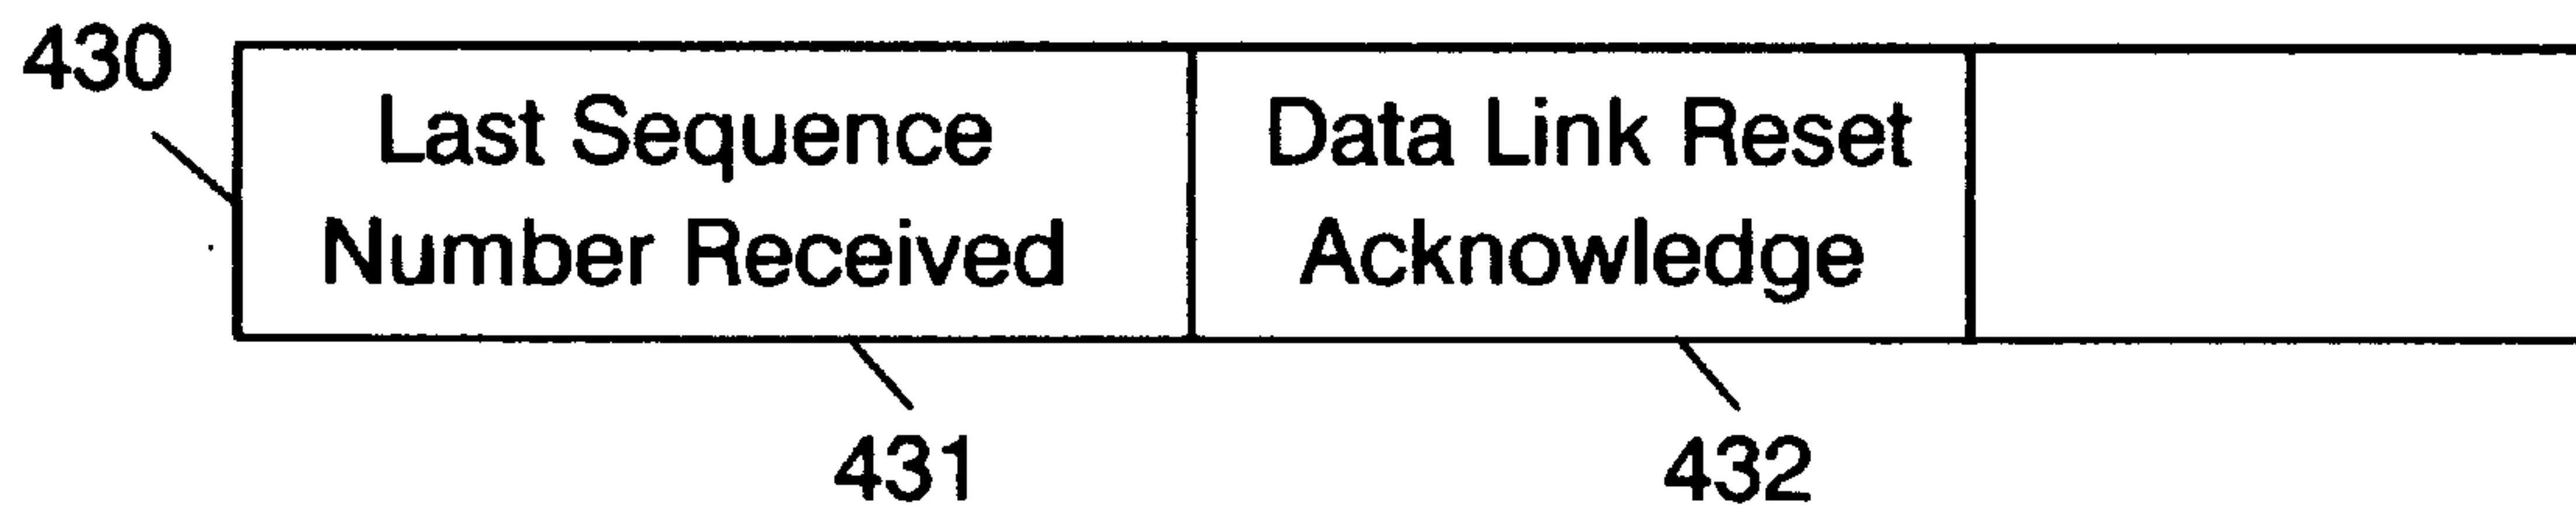 430
Last Sequence
Number Received
Data Link Reset
Acknowledge
431
432